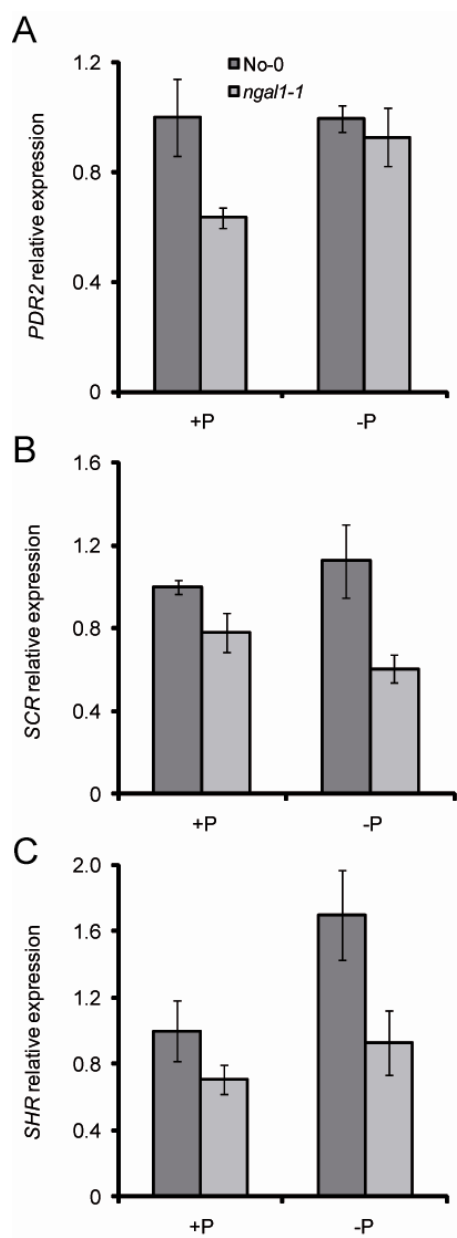 A
No-0
ngal1-1
PDR2 relative expression
1.2
0.8
0.4
0
+P
-P
B
SCR relative expression
1.6
1.2
0.8
0.4
0
+P
-P
C
SHR relative expression
2.0
1.6
1.2
0.8
0.4
0
+P
-P